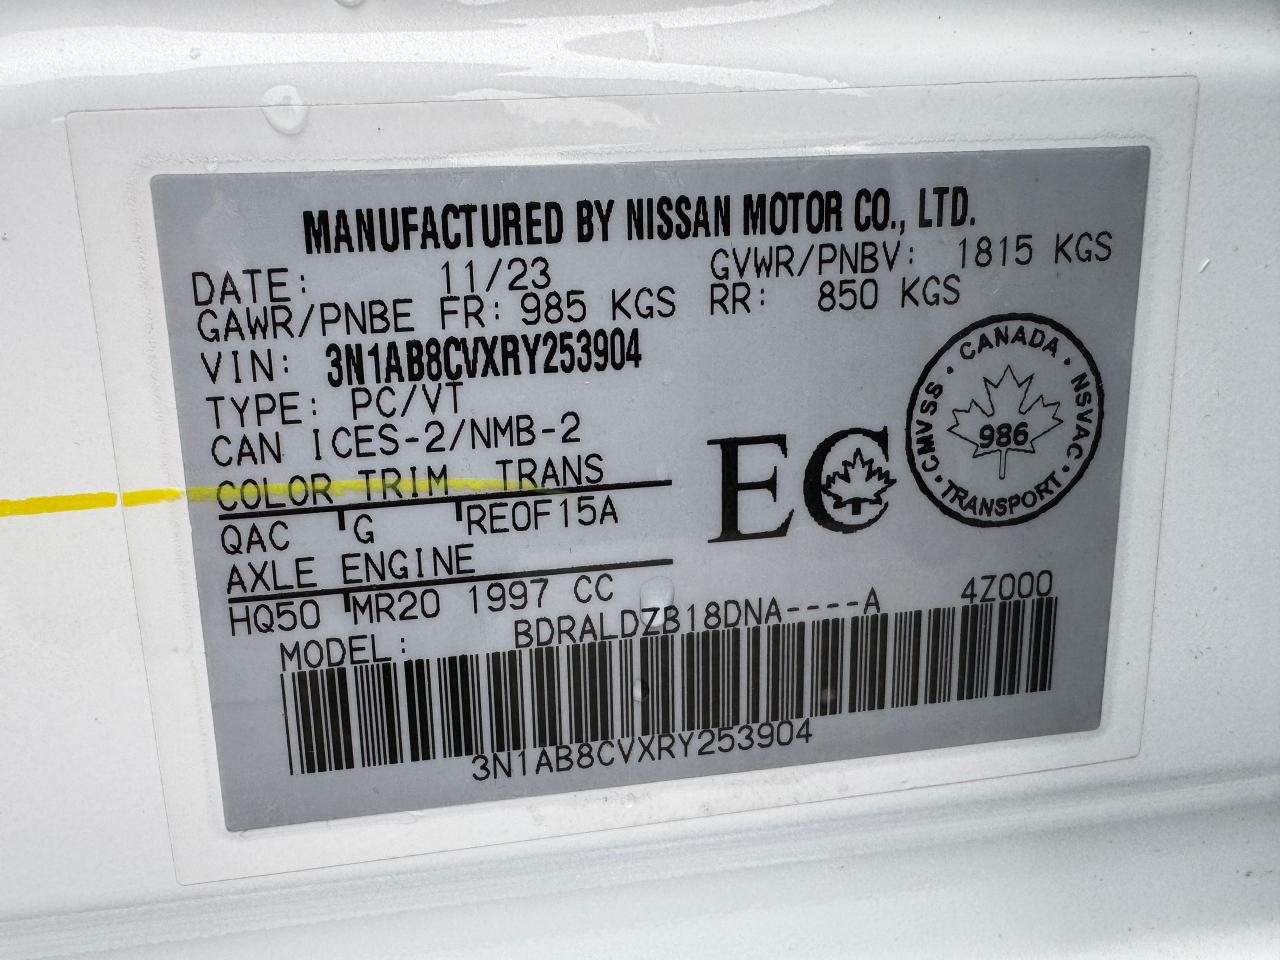 MANUFACTURED BY NISSAN MOTOR CO., LTD.
DATE: 11/23 GVWR/PNBV: 1815 KGS
GAWR/PNBE FR: 985 KGS RR: 850 KGS
VIN: 3N1AB8CVXRY253904
TYPE: PC/VT
CAN ICES-2/NMB-2
COLOR TRIM TRANS
QAC G RE0F15A
AXLE ENGINE
HQ50 MR20 1997 CC
MODEL: BDRALDZB18DNA----A 4Z000
3N1AB8CVXRY253904
EC
CANADA · NSVAC · TRANSPORT · CMVSS ·
986